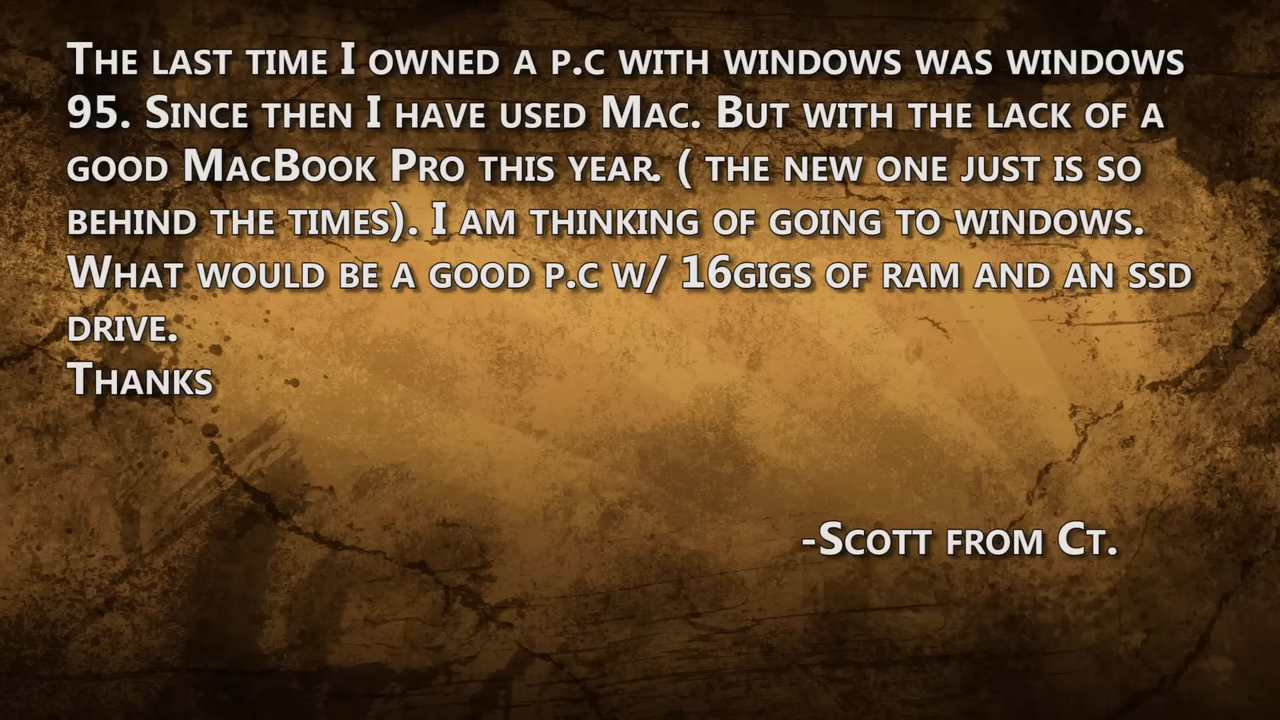 The last time I owned a p.c with windows was windows
95. Since then I have used Mac. But with the lack of a
good MacBook Pro this year. ( the new one just is so
behind the times). I am thinking of going to windows.
What would be a good p.c w/ 16gigs of ram and an ssd
drive.
Thanks
-Scott from Ct.